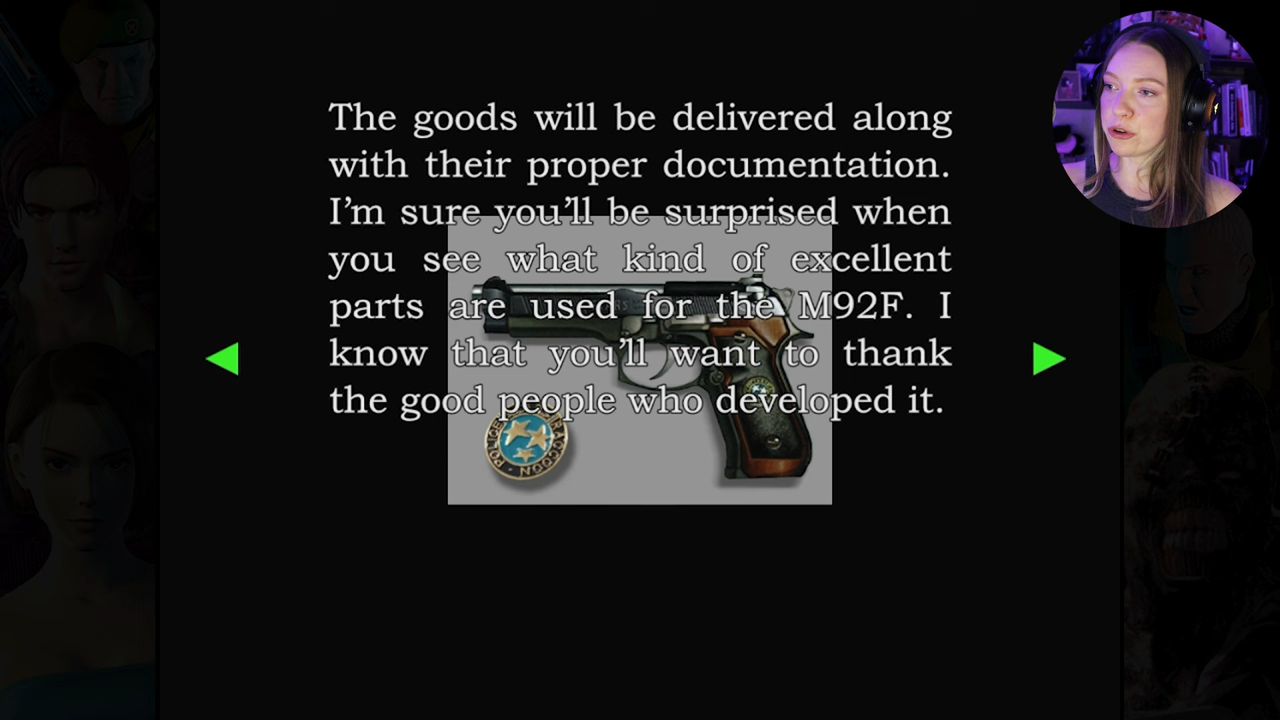 The goods will be delivered along
with their proper documentation.
I'm sure you'll be surprised when
you see what kind of excellent
parts are used for the M92F. I
know that you'll want to thank
the good people who developed it.